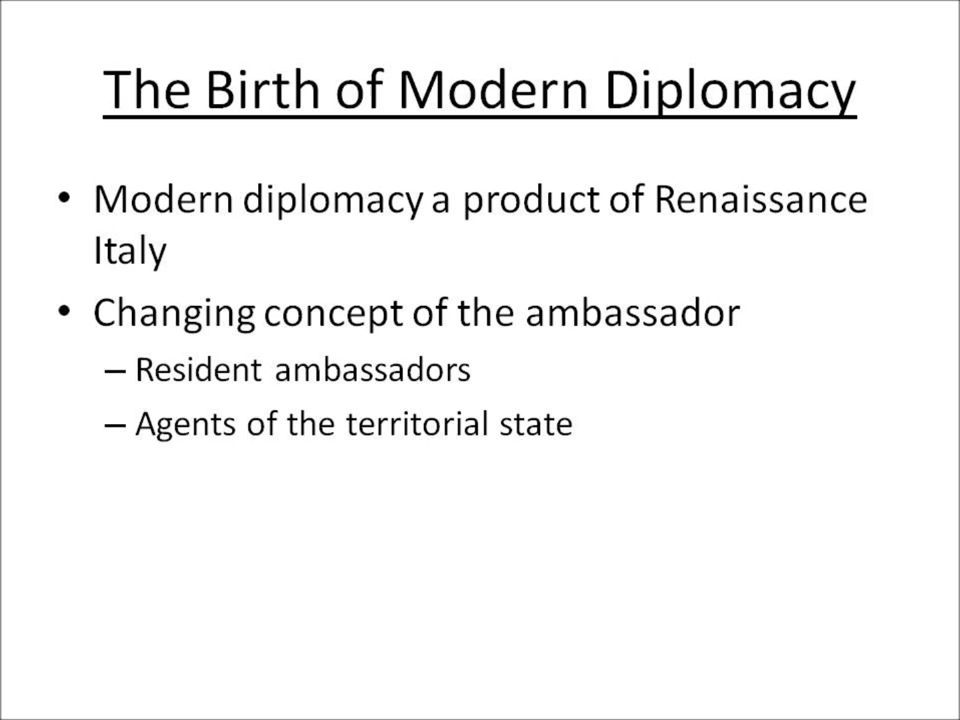 The Birth of Modern Diplomacy
• Modern diplomacy a product of Renaissance
Italy
• Changing concept of the ambassador
– Resident ambassadors
– Agents of the territorial state